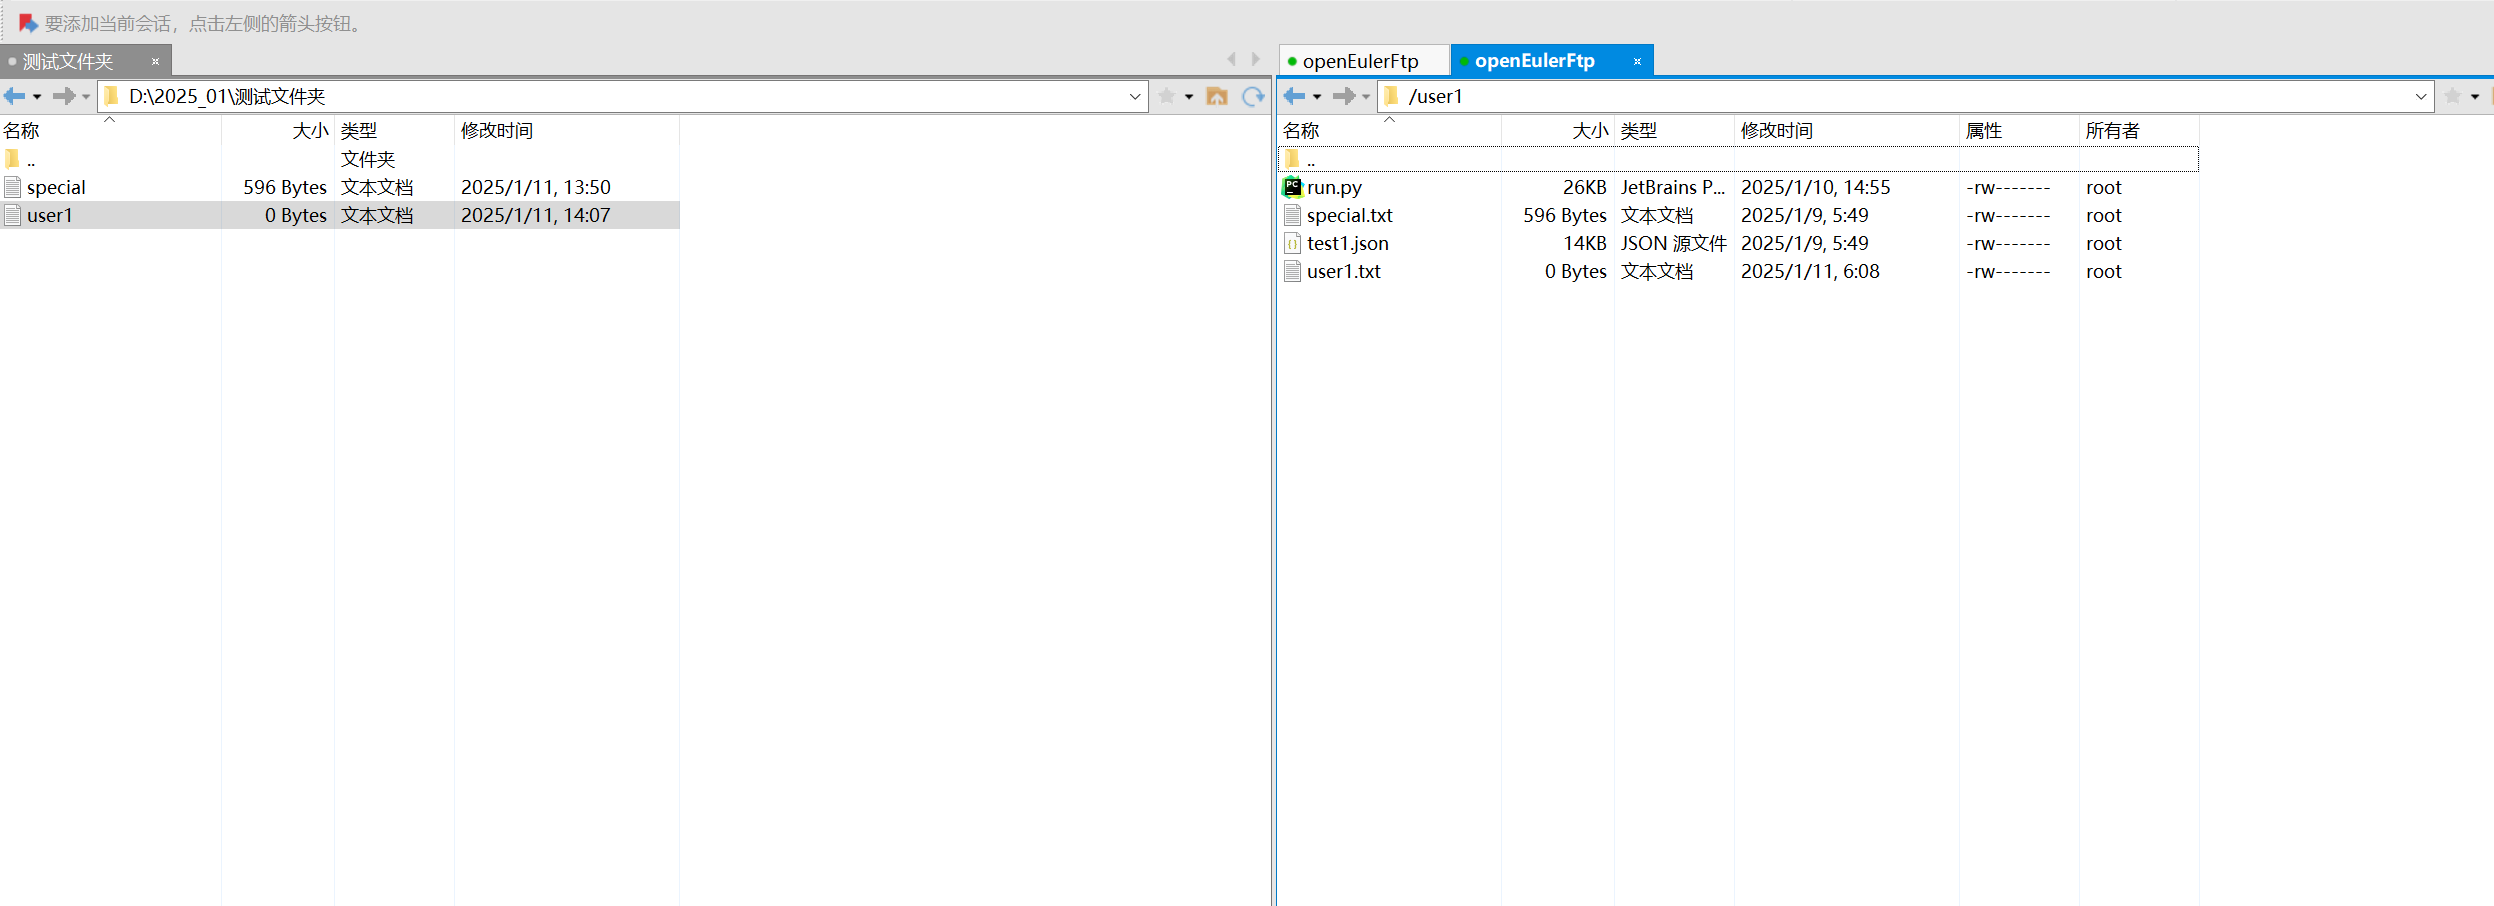 要添加当前会话，点击左侧的箭头按钮。
测试文件夹
D:\2025_01\测试文件夹
名称 大小 类型 修改时间
.. 文件夹
special 596 Bytes 文本文档 2025/1/11, 13:50
user1 0 Bytes 文本文档 2025/1/11, 14:07
openEulerFtp openEulerFtp
/user1
名称 大小 类型 修改时间 属性 所有者
..
run.py 26KB JetBrains P... 2025/1/10, 14:55 -rw------- root
special.txt 596 Bytes 文本文档 2025/1/9, 5:49 -rw------- root
test1.json 14KB JSON 源文件 2025/1/9, 5:49 -rw------- root
user1.txt 0 Bytes 文本文档 2025/1/11, 6:08 -rw------- root